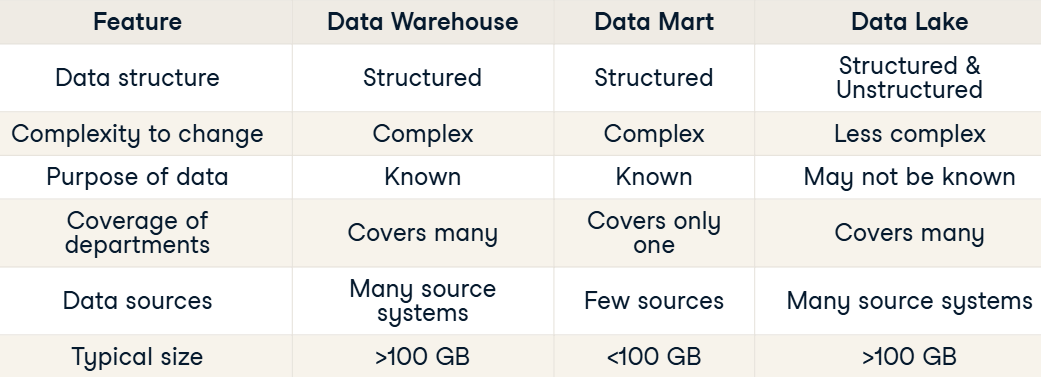 Feature Data Warehouse Data Mart Data Lake
Data structure Structured Structured Structured &
Unstructured
Complexity to change Complex Complex Less complex
Purpose of data Known Known May not be known
Coverage of
departments Covers many Covers only
one Covers many
Data sources Many source
systems Few sources Many source systems
Typical size >100 GB <100 GB >100 GB